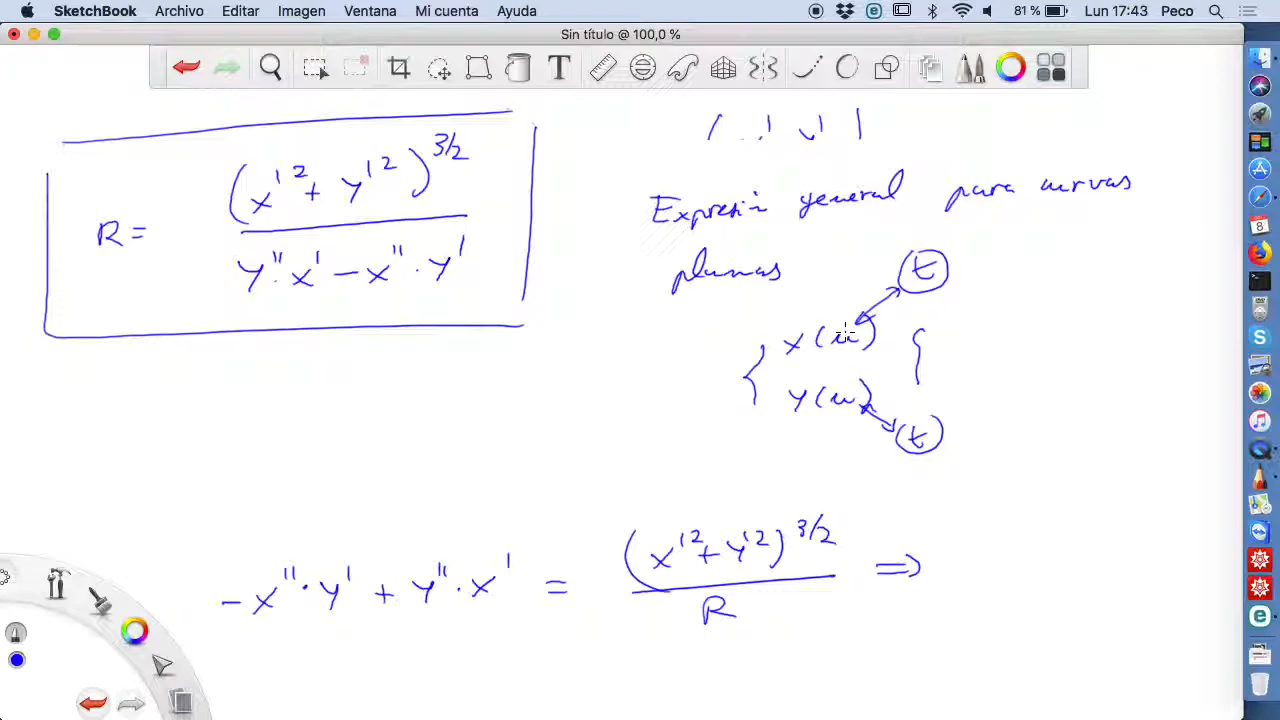 SketchBook Archivo Editar Imagen Ventana Mi cuenta Ayuda 81 % Lun 17:43 Peco
Sin título @ 100,0 %
R = (x'² + y'²)^3/2 / y''·x' - x''·y'
Expresión general para curvas
planas
t
{ x(u) {
y(u)
t
-x''·y' + y''·x' = (x'² + y'²)^3/2 / R ⇒
8